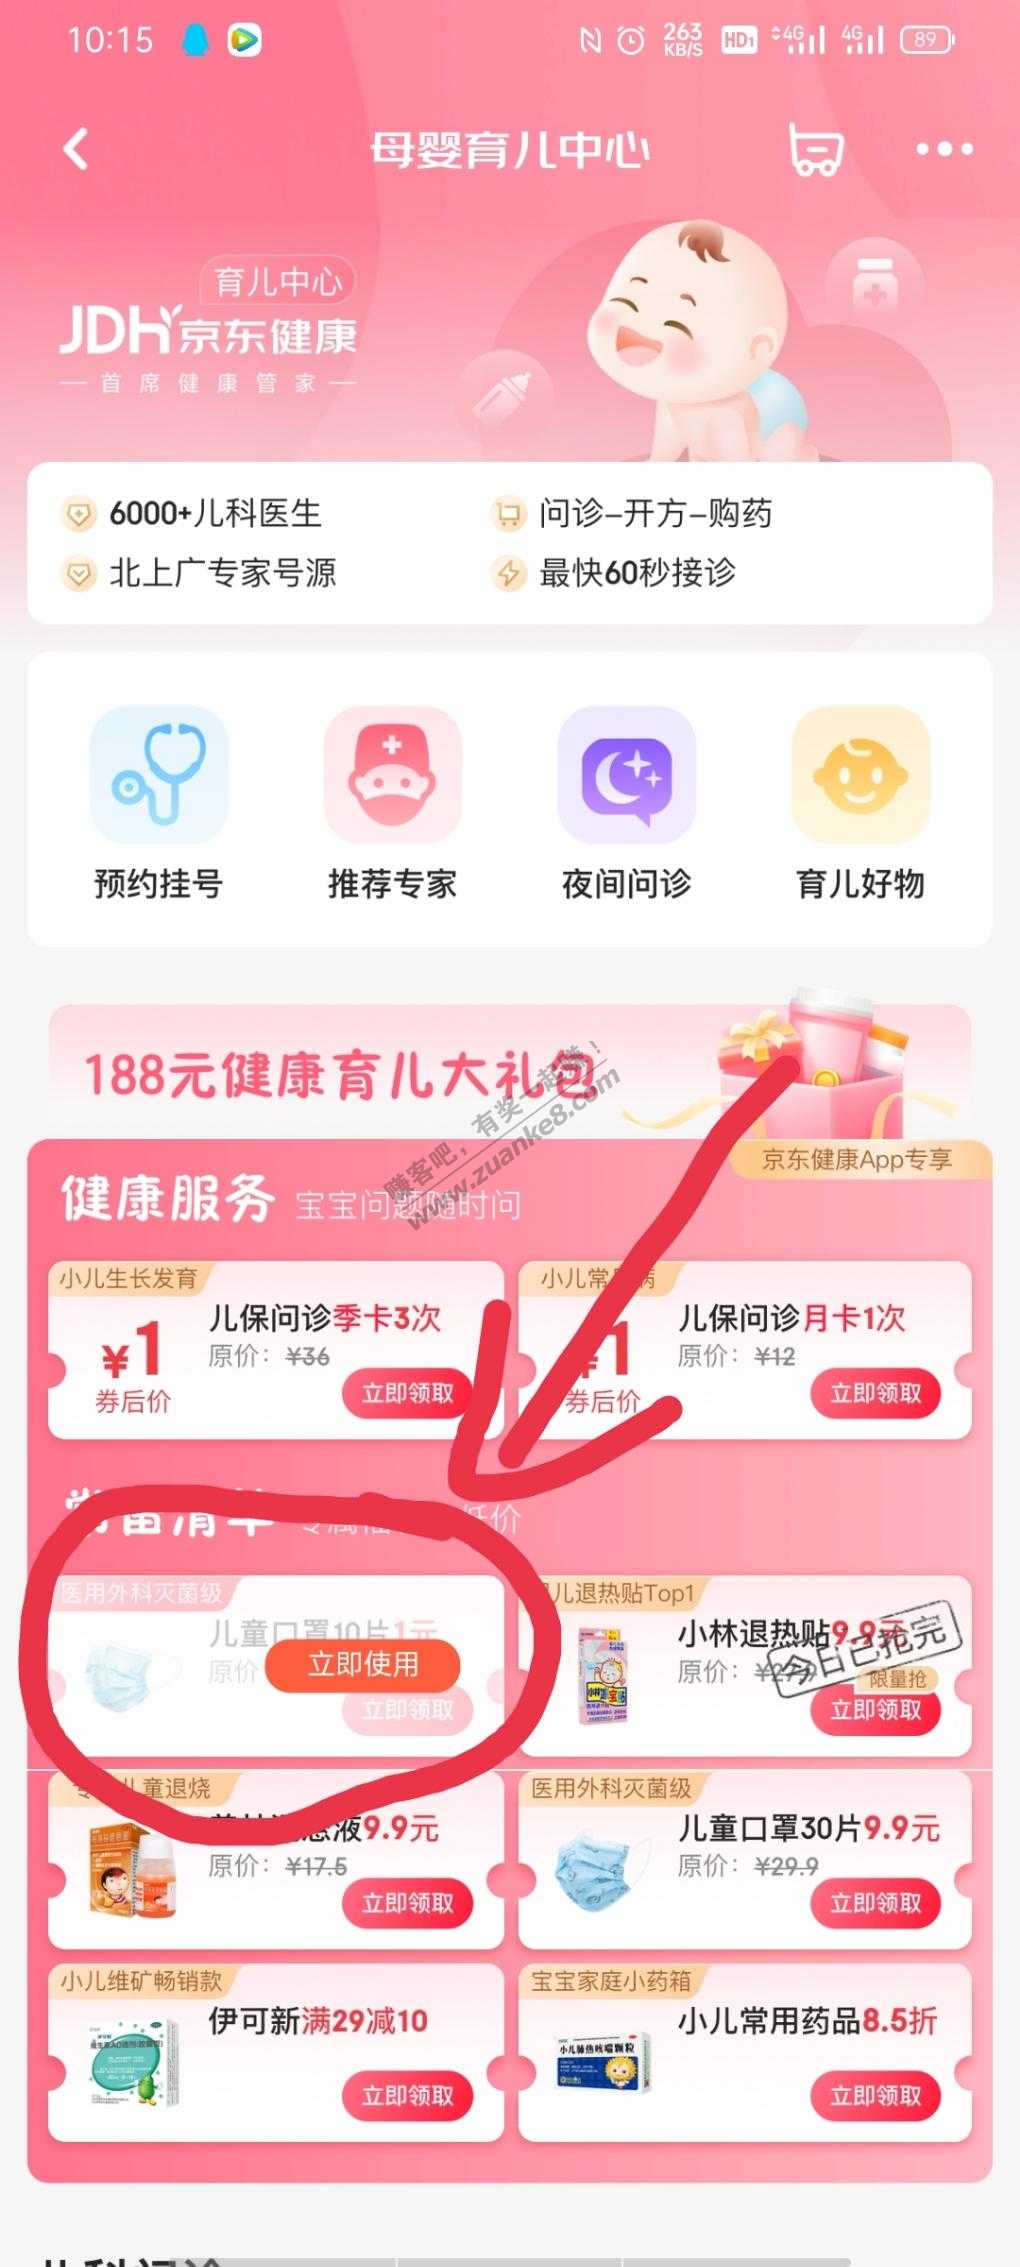 10:15
263 KB/S HD1 4G 4G 89
母婴育儿中心
育儿中心
JDH 京东健康
首席健康管家
6000+儿科医生
问诊–开方–购药
北上广专家号源
最快60秒接诊
预约挂号
推荐专家
夜间问诊
育儿好物
188元健康育儿大礼包
赚客吧,有奖一起赚!
www.zuanke8.com
京东健康App专享
健康服务 宝宝问题随时问
小儿生长发育
儿保问诊季卡3次
¥1
原价：¥36
券后价
立即领取
小儿常 病
儿保问诊月卡1次
¥1
原价：¥12
券后价
立即领取
清单
低价
医用外科灭菌级
儿童口罩10片1元
原价
立即使用
立即领取
儿退热贴Top1
小林退热贴9.9元
原价：
今日已抢完
限量抢
立即领取
儿童退烧
液9.9元
原价：¥17.5
立即领取
医用外科灭菌级
儿童口罩30片9.9元
原价：¥29.9
立即领取
小儿维矿畅销款
伊可新满29减10
立即领取
宝宝家庭小药箱
小儿常用药品8.5折
小儿肺热咳喘颗粒
立即领取